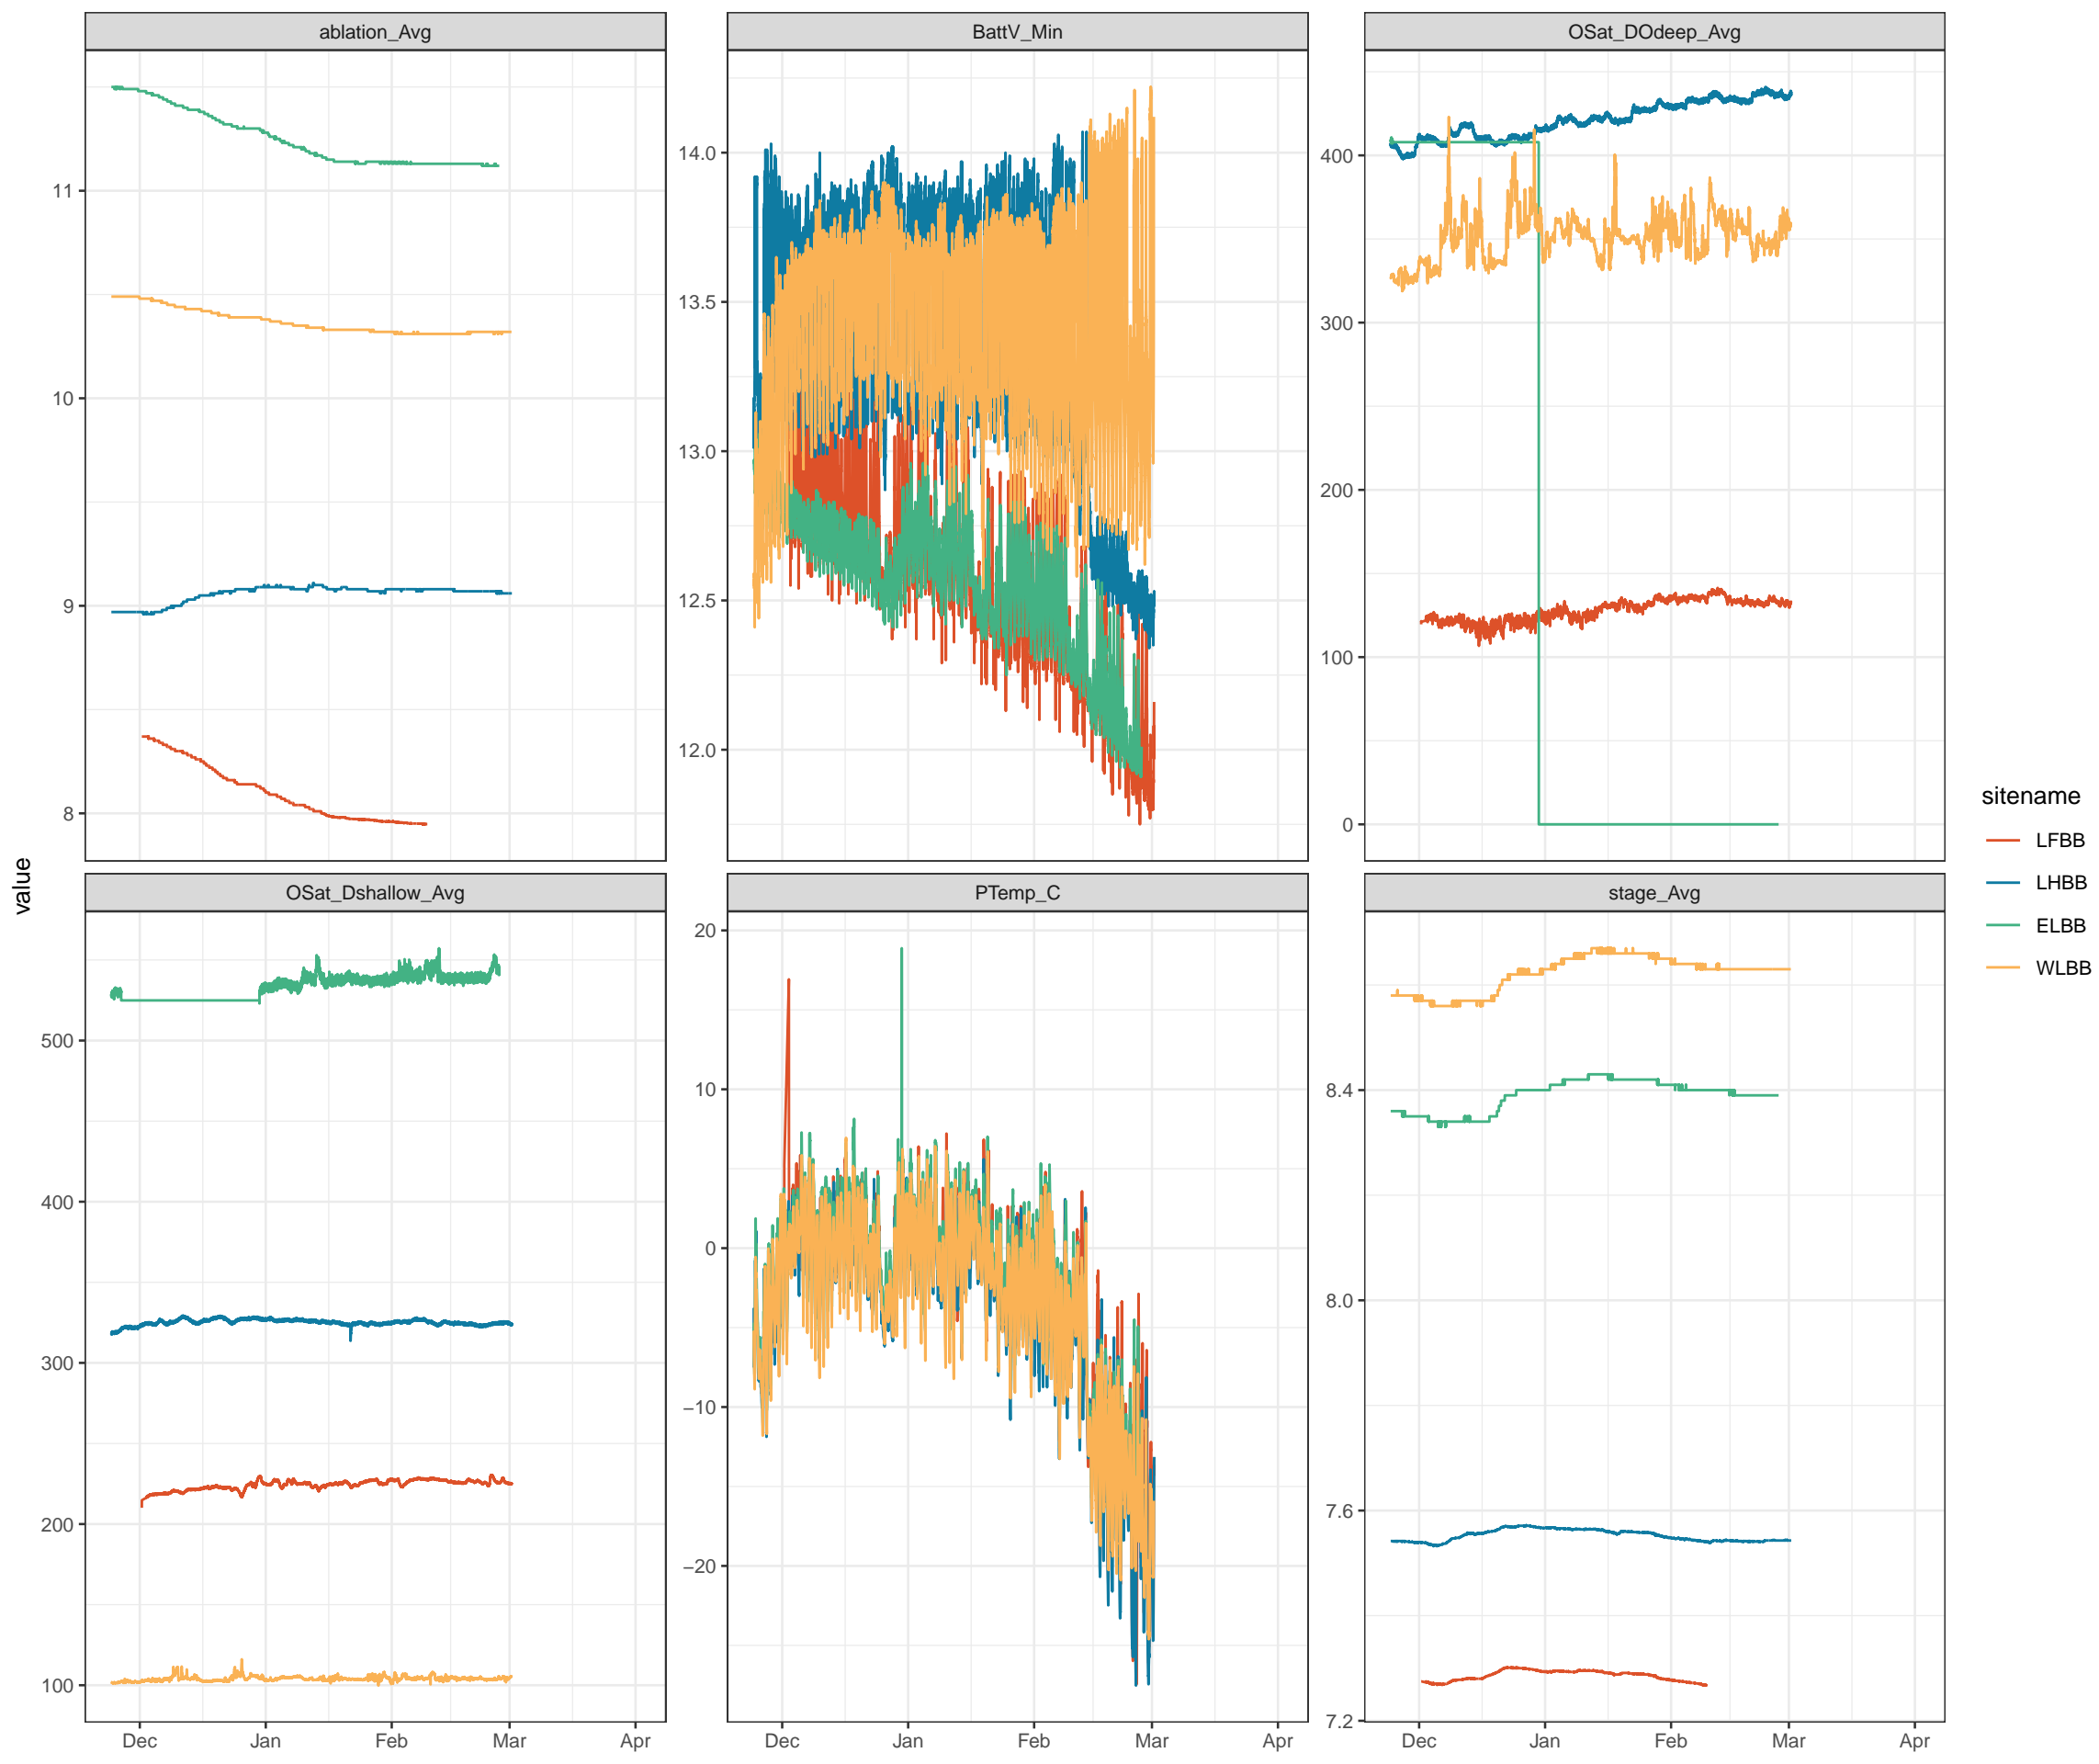 ablation_Avg
BattV_Min
OSat_DOdeep_Avg
11
10
9
8
14.0
13.5
13.0
12.5
12.0
400
300
200
100
0
value
OSat_Dshallow_Avg
PTemp_C
stage_Avg
500
400
300
200
100
20
10
0
−10
−20
8.4
8.0
7.6
7.2
Dec Jan Feb Mar Apr
Dec Jan Feb Mar Apr
Dec Jan Feb Mar Apr
sitename
LFBB
LHBB
ELBB
WLBB